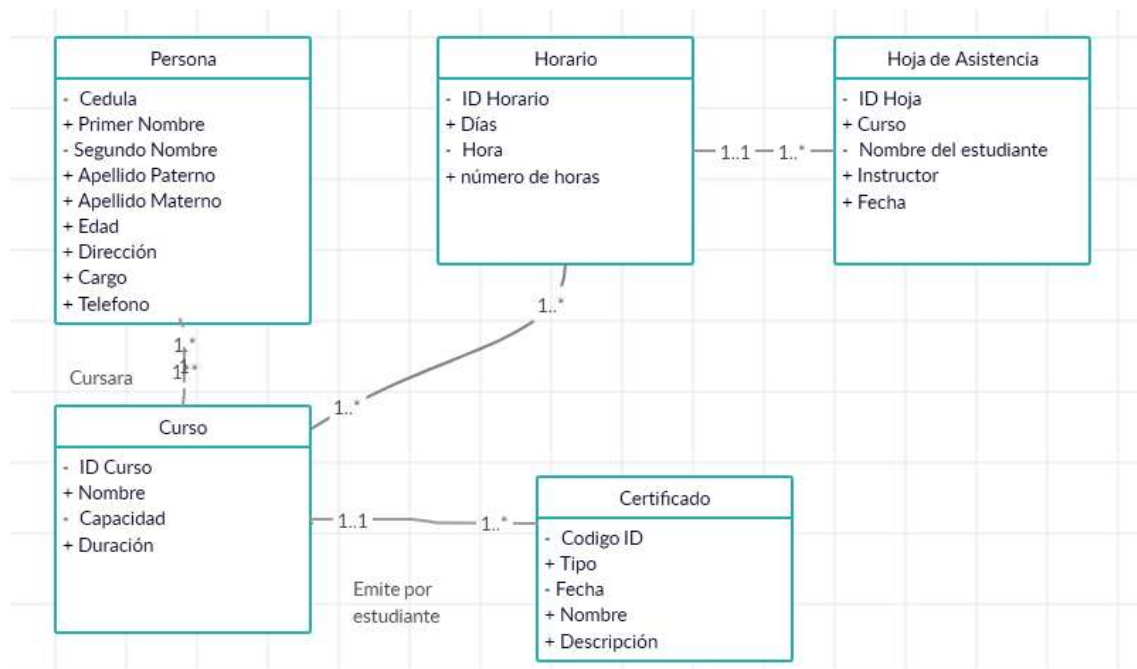 Persona
- Cedula
+ Primer Nombre
- Segundo Nombre
+ Apellido Paterno
+ Apellido Materno
+ Edad
+ Dirección
+ Cargo
+ Telefono
Horario
- ID Horario
+ Días
- Hora
+ número de horas
1..1
1..*
Hoja de Asistencia
- ID Hoja
+ Curso
- Nombre del estudiante
+ Instructor
+ Fecha
1..*
1..*
Cursara
1..*
Curso
- ID Curso
+ Nombre
- Capacidad
+ Duración
1..1
1..*
Emite por
estudiante
Certificado
- Codigo ID
+ Tipo
- Fecha
+ Nombre
+ Descripción